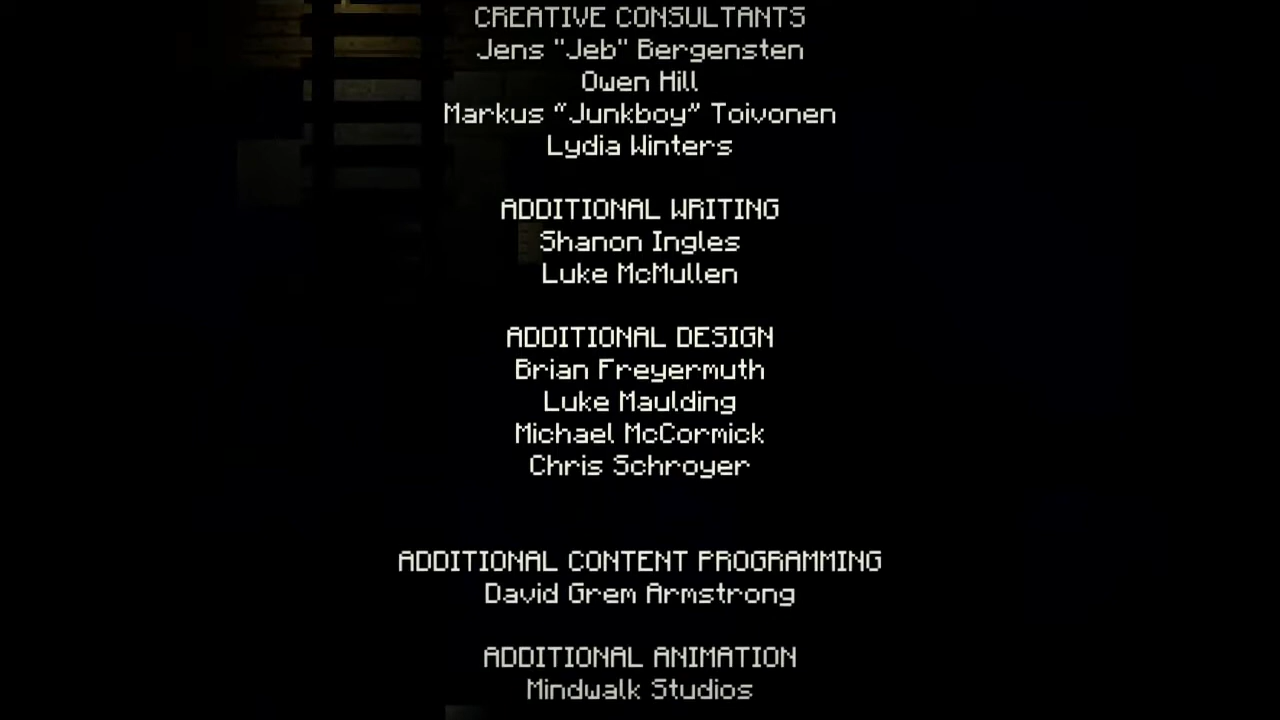 CREATIVE CONSULTANTS
Jens "Jeb" Bergensten
Owen Hill
Markus “Junkboy” Toivonen
Lydia Winters
ADDITIONAL WRITING
Shanon Ingles
Luke McMullen
ADDITIONAL DESIGN
Brian Freyermuth
Luke Maulding
Michael McCormick
Chris Schroyer
ADDITIONAL CONTENT PROGRAMMING
David Grem Armstrong
ADDITIONAL ANIMATION
Mindwalk Studios